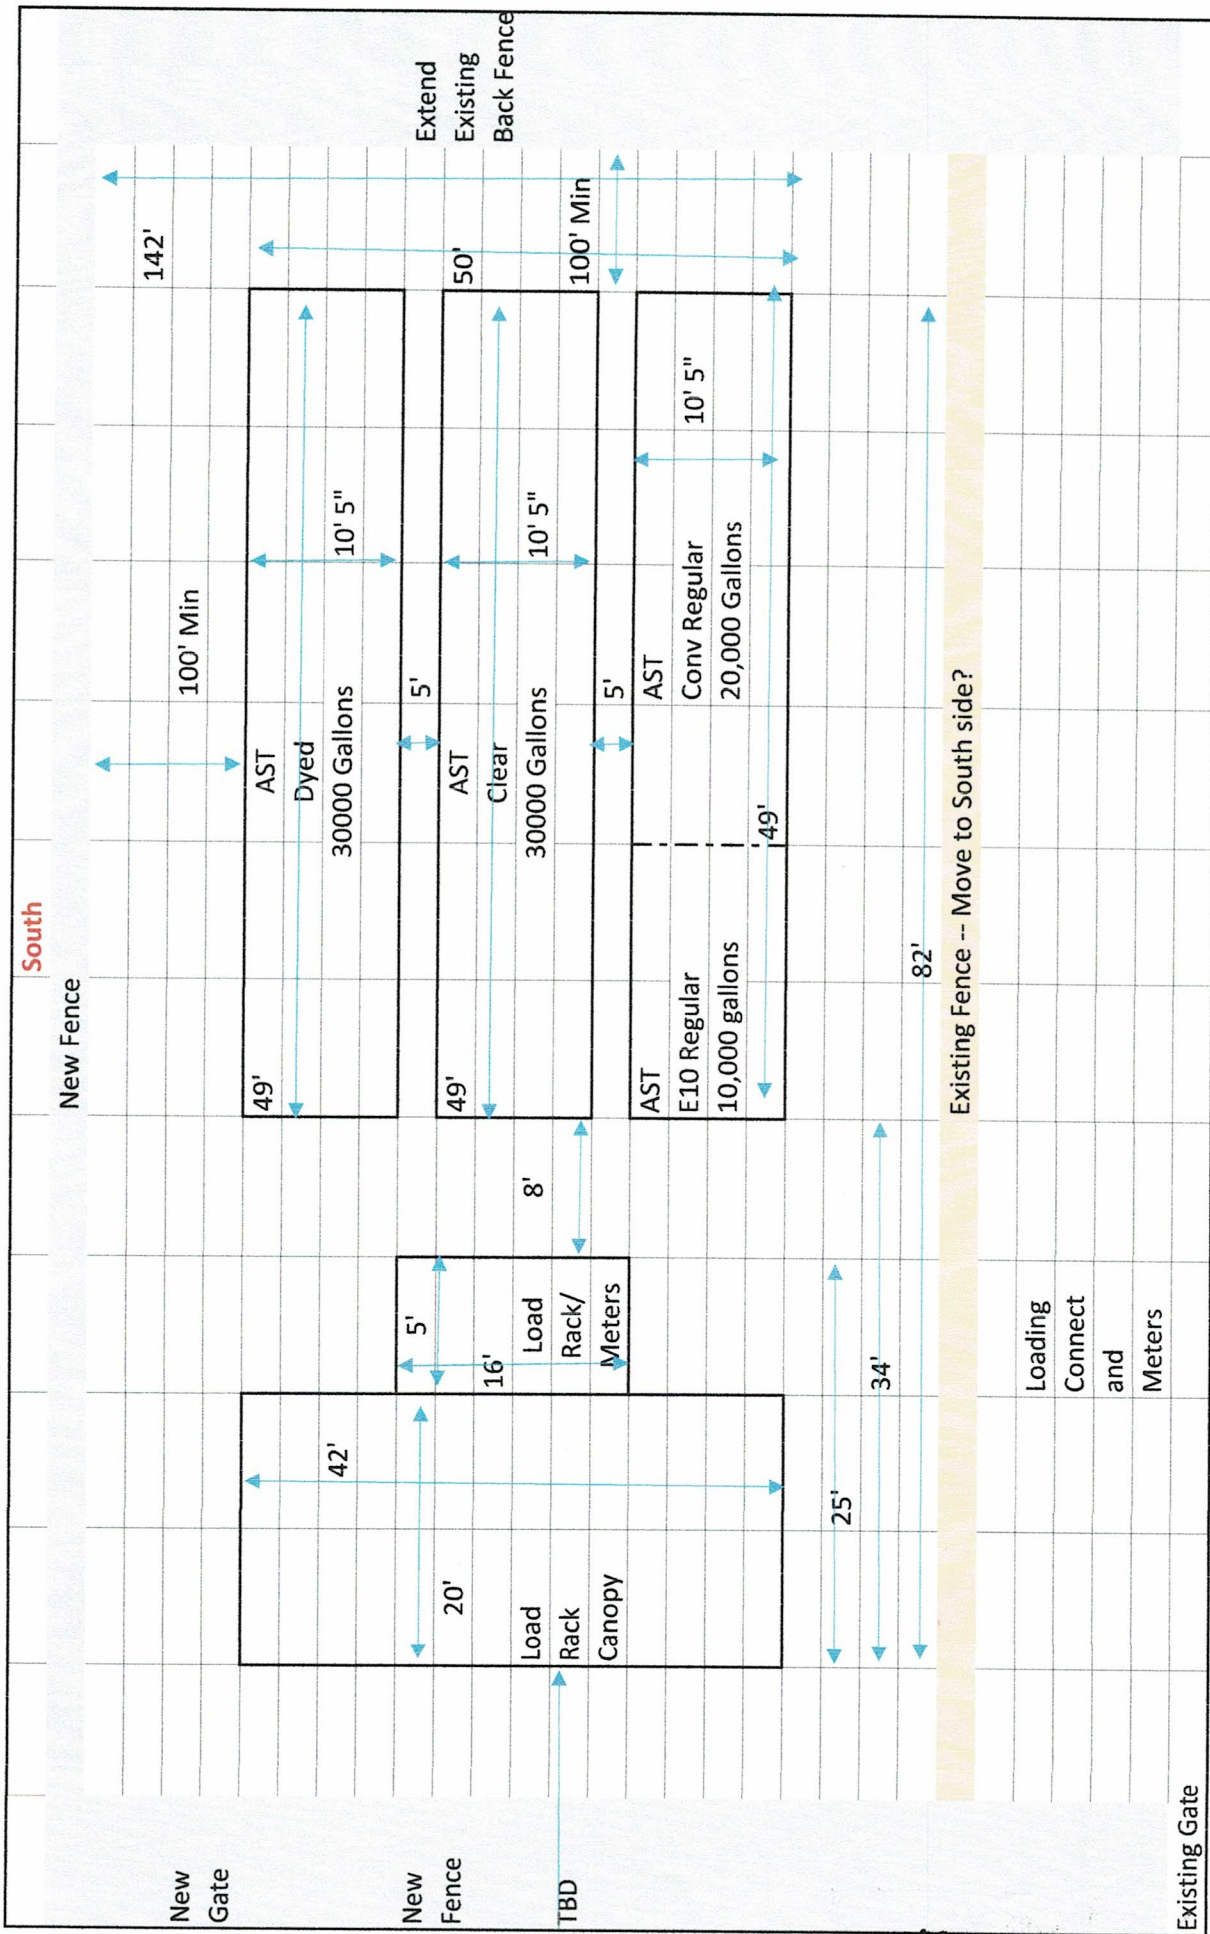 South
New Fence
142'
100' Min
Extend
Existing
Back Fence
New
Gate
49'
AST
Dyed
30000 Gallons
10' 5"
50'
100' Min
5'
New
Fence
TBD
42'
20'
Load
Rack
Canopy
5'
16'
Load
Rack/
Meters
8'
49'
AST
Clear
30000 Gallons
10' 5"
5'
AST
E10 Regular
10,000 gallons
AST
Conv Regular
20,000 Gallons
10' 5"
49'
25'
34'
82'
Existing Fence -- Move to South side?
Loading
Connect
and
Meters
Existing Gate